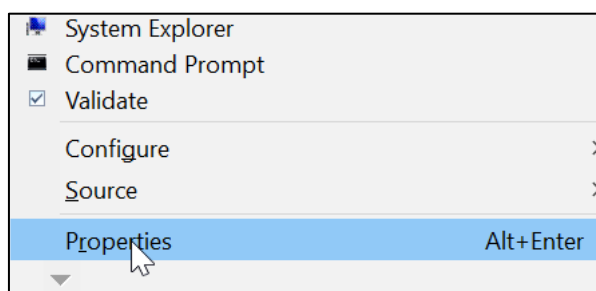 System Explorer
Command Prompt
Validate
Configure
Source
Properties Alt+Enter